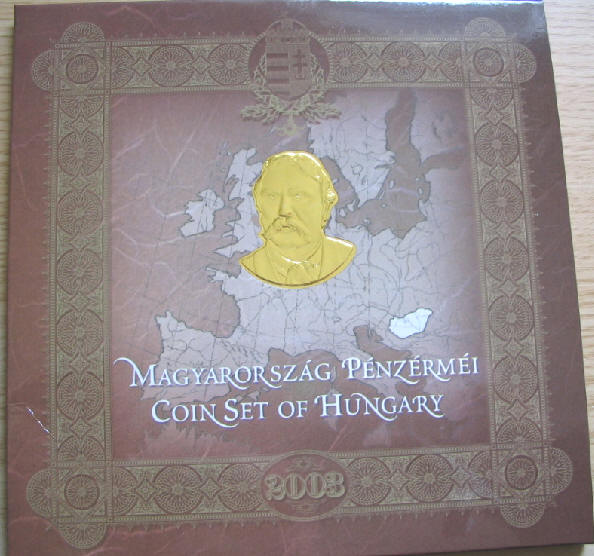 MAGYARORSZÁG PÉNZÉRMÉI
COIN SET OF HUNGARY
2003